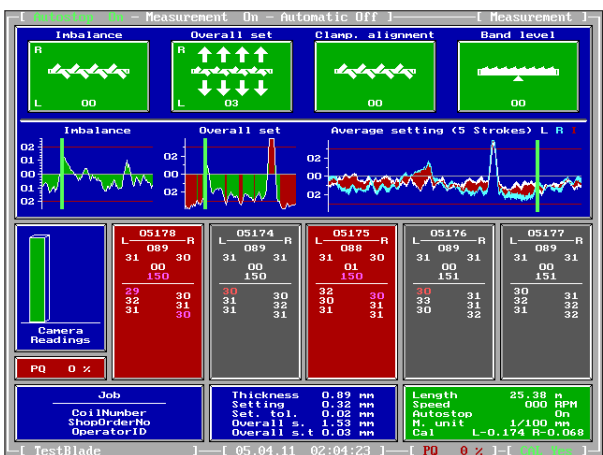 [ Autostop On - Measurement On - Automatic Off ] [ Measurement ]
Imbalance Overall set Clamp. alignment Band level
R R
L 00 L 03 00 00
Imbalance Overall set Average setting (5 Strokes) L R I
02 02 02
01
00 00 00
01
02 02 02
05178 05174 05175 05176 05177
L R L R L R L R L R
089 089 088 089 089
31 30 31 31 30 31 31 31 31 31
00 00 01 00 00
150 150 150 151 151
29 30 30 30 32 30 30 31 30 31
32 31 31 31 30 31 33 32 31 32
31 30 32 31 31 31 31 32 31 32
31
Camera
Readings
PQ 0 %
Job
CoilNumber
ShopOrderNo
OperatorID
Thickness 0.89 mm
Setting 0.32 mm
Set. tol. 0.02 mm
Overall s. 1.53 mm
Overall s.t 0.03 mm
Length 25.38 m
Speed 000 RPM
Autostop On
M. unit 1/100 mm
Cal L-0.174 R-0.068
[ TestBlade ] [ 05.04.11 02:04:23 ] [ PQ 0 % ] [ CAL Yes ]